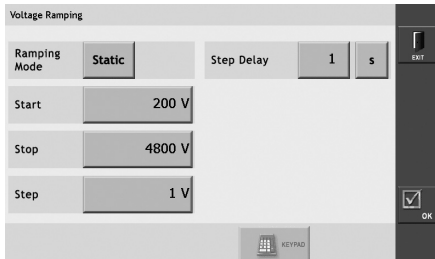 Voltage Ramping
Ramping
Mode
Static
Step Delay
1
s
EXIT
Start
200 V
Stop
4800 V
Step
1 V
OK
KEYPAD